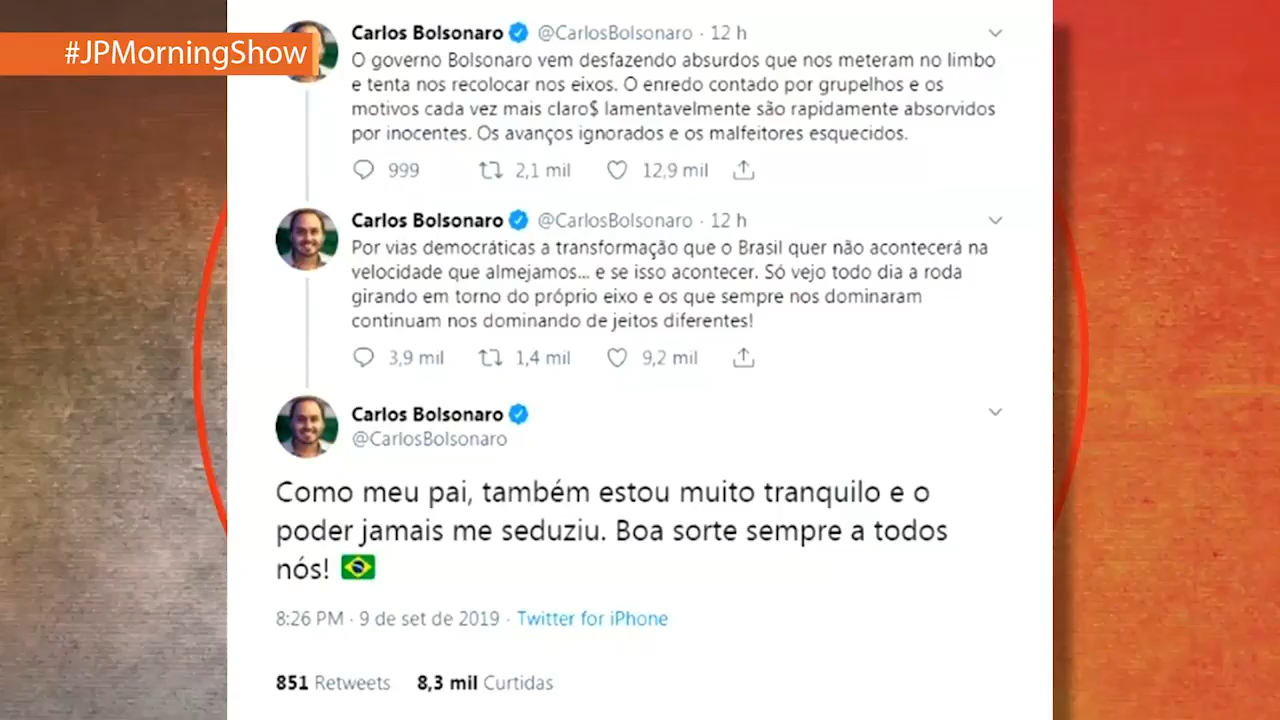 #JPMorningShow
Carlos Bolsonaro @CarlosBolsonaro · 12 h
O governo Bolsonaro vem desfazendo absurdos que nos meteram no limbo
e tenta nos recolocar nos eixos. O enredo contado por grupelhos e os
motivos cada vez mais claro$ lamentavelmente são rapidamente absorvidos
por inocentes. Os avanços ignorados e os malfeitores esquecidos.
999 2,1 mil 12,9 mil
Carlos Bolsonaro @CarlosBolsonaro · 12 h
Por vias democráticas a transformação que o Brasil quer não acontecerá na
velocidade que almejamos... e se isso acontecer. Só vejo todo dia a roda
girando em torno do próprio eixo e os que sempre nos dominaram
continuam nos dominando de jeitos diferentes!
3,9 mil 1,4 mil 9,2 mil
Carlos Bolsonaro
@CarlosBolsonaro
Como meu pai, também estou muito tranquilo e o
poder jamais me seduziu. Boa sorte sempre a todos
nós! 🇧🇷
8:26 PM · 9 de set de 2019 · Twitter for iPhone
851 Retweets 8,3 mil Curtidas